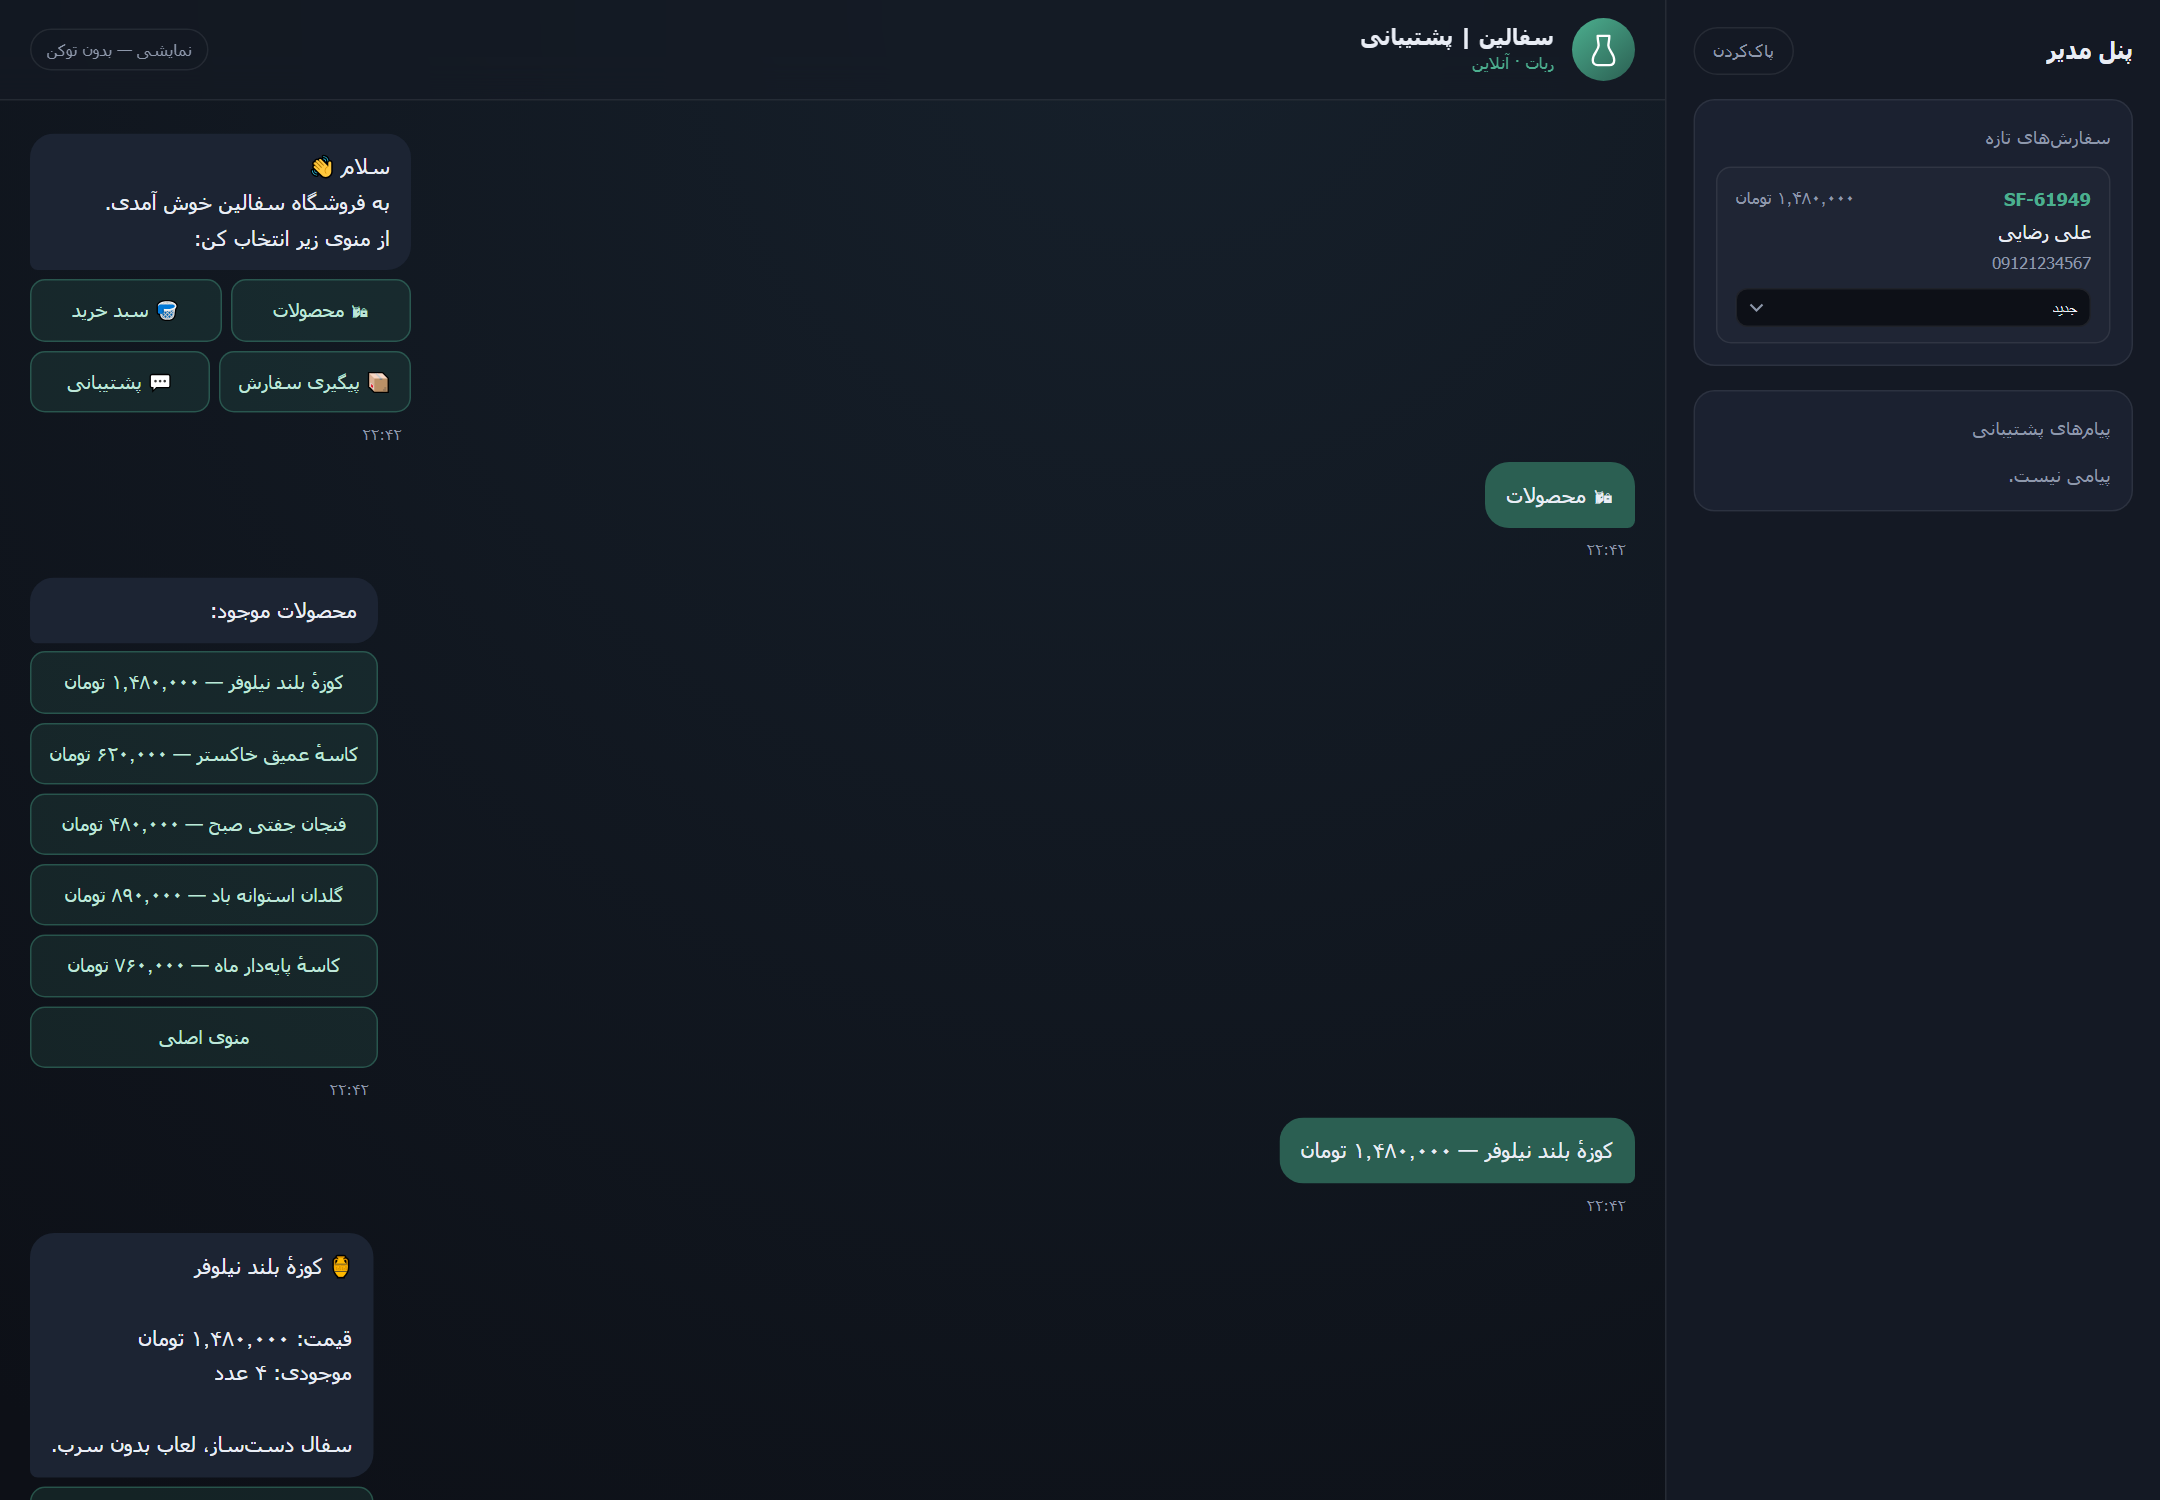 پنل مدیر
پاک‌کردن
سفارش‌های تازه
SF-61949
۱,۴۸۰,۰۰۰ تومان
علی رضایی
09121234567
جدید
پیام‌های پشتیبانی
پیامی نیست.
سفالین | پشتیبانی
ربات · آنلاین
نمایشی — بدون توکن
سلام 👋
به فروشگاه سفالین خوش آمدی.
از منوی زیر انتخاب کن:
🛍 محصولات
🛒 سبد خرید
📦 پیگیری سفارش
💬 پشتیبانی
۲۲:۴۲
🛍 محصولات
۲۲:۴۲
محصولات موجود:
کوزهٔ بلند نیلوفر — ۱,۴۸۰,۰۰۰ تومان
کاسهٔ عمیق خاکستر — ۶۲۰,۰۰۰ تومان
فنجان جفتی صبح — ۴۸۰,۰۰۰ تومان
گلدان استوانه باد — ۸۹۰,۰۰۰ تومان
کاسهٔ پایه‌دار ماه — ۷۶۰,۰۰۰ تومان
منوی اصلی
۲۲:۴۲
کوزهٔ بلند نیلوفر — ۱,۴۸۰,۰۰۰ تومان
۲۲:۴۲
🏺 کوزهٔ بلند نیلوفر
قیمت: ۱,۴۸۰,۰۰۰ تومان
موجودی: ۴ عدد
سفال دست‌ساز، لعاب بدون سرب.